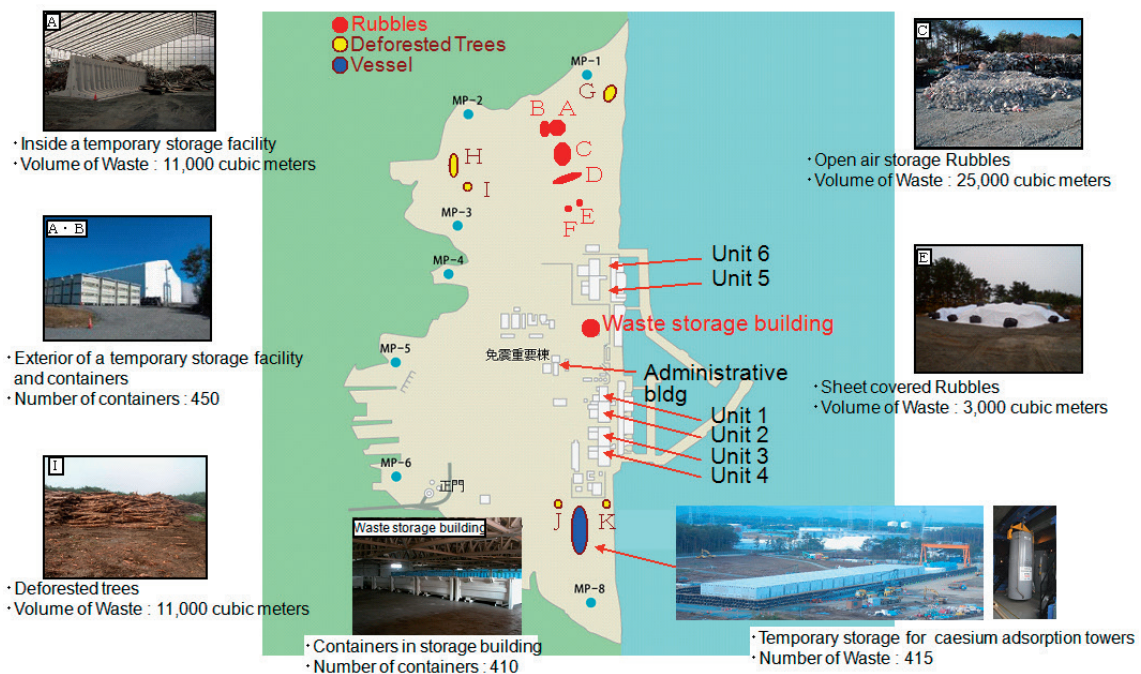 A
・Inside a temporary storage facility
・Volume of Waste : 11,000 cubic meters
A・B
・Exterior of a temporary storage facility
and containers
・Number of containers : 450
I
・Deforested trees
・Volume of Waste : 11,000 cubic meters
Rubbles
Deforested Trees
Vessel
MP-1
G
MP-2
B A
C
H
D
I
E
MP-3
F
MP-4
Unit 6
Unit 5
Waste storage building
免震重要棟
MP-5
Administrative
bldg
Unit 1
Unit 2
Unit 3
Unit 4
MP-6
正門
J K
MP-8
Waste storage building
・Containers in storage building
・Number of containers : 410
C
・Open air storage Rubbles
・Volume of Waste : 25,000 cubic meters
E
・Sheet covered Rubbles
・Volume of Waste : 3,000 cubic meters
・Temporary storage for caesium adsorption towers
・Number of Waste : 415